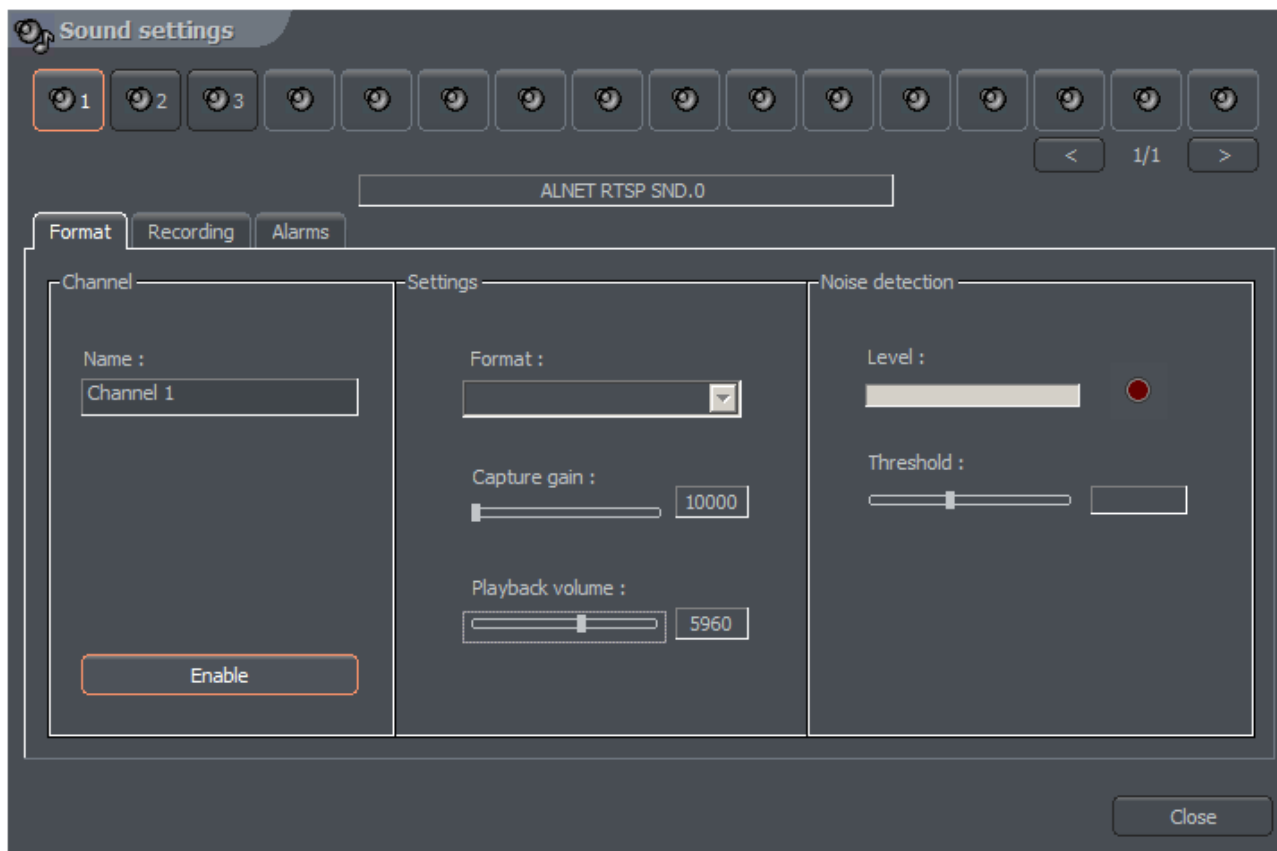 Sound settings
1 2 3
< 1/1 >
ALNET RTSP SND.0
Format Recording Alarms
Channel Settings Noise detection
Name : Format : Level :
Channel 1
Capture gain : Threshold :
10000
Playback volume :
5960
Enable
Close